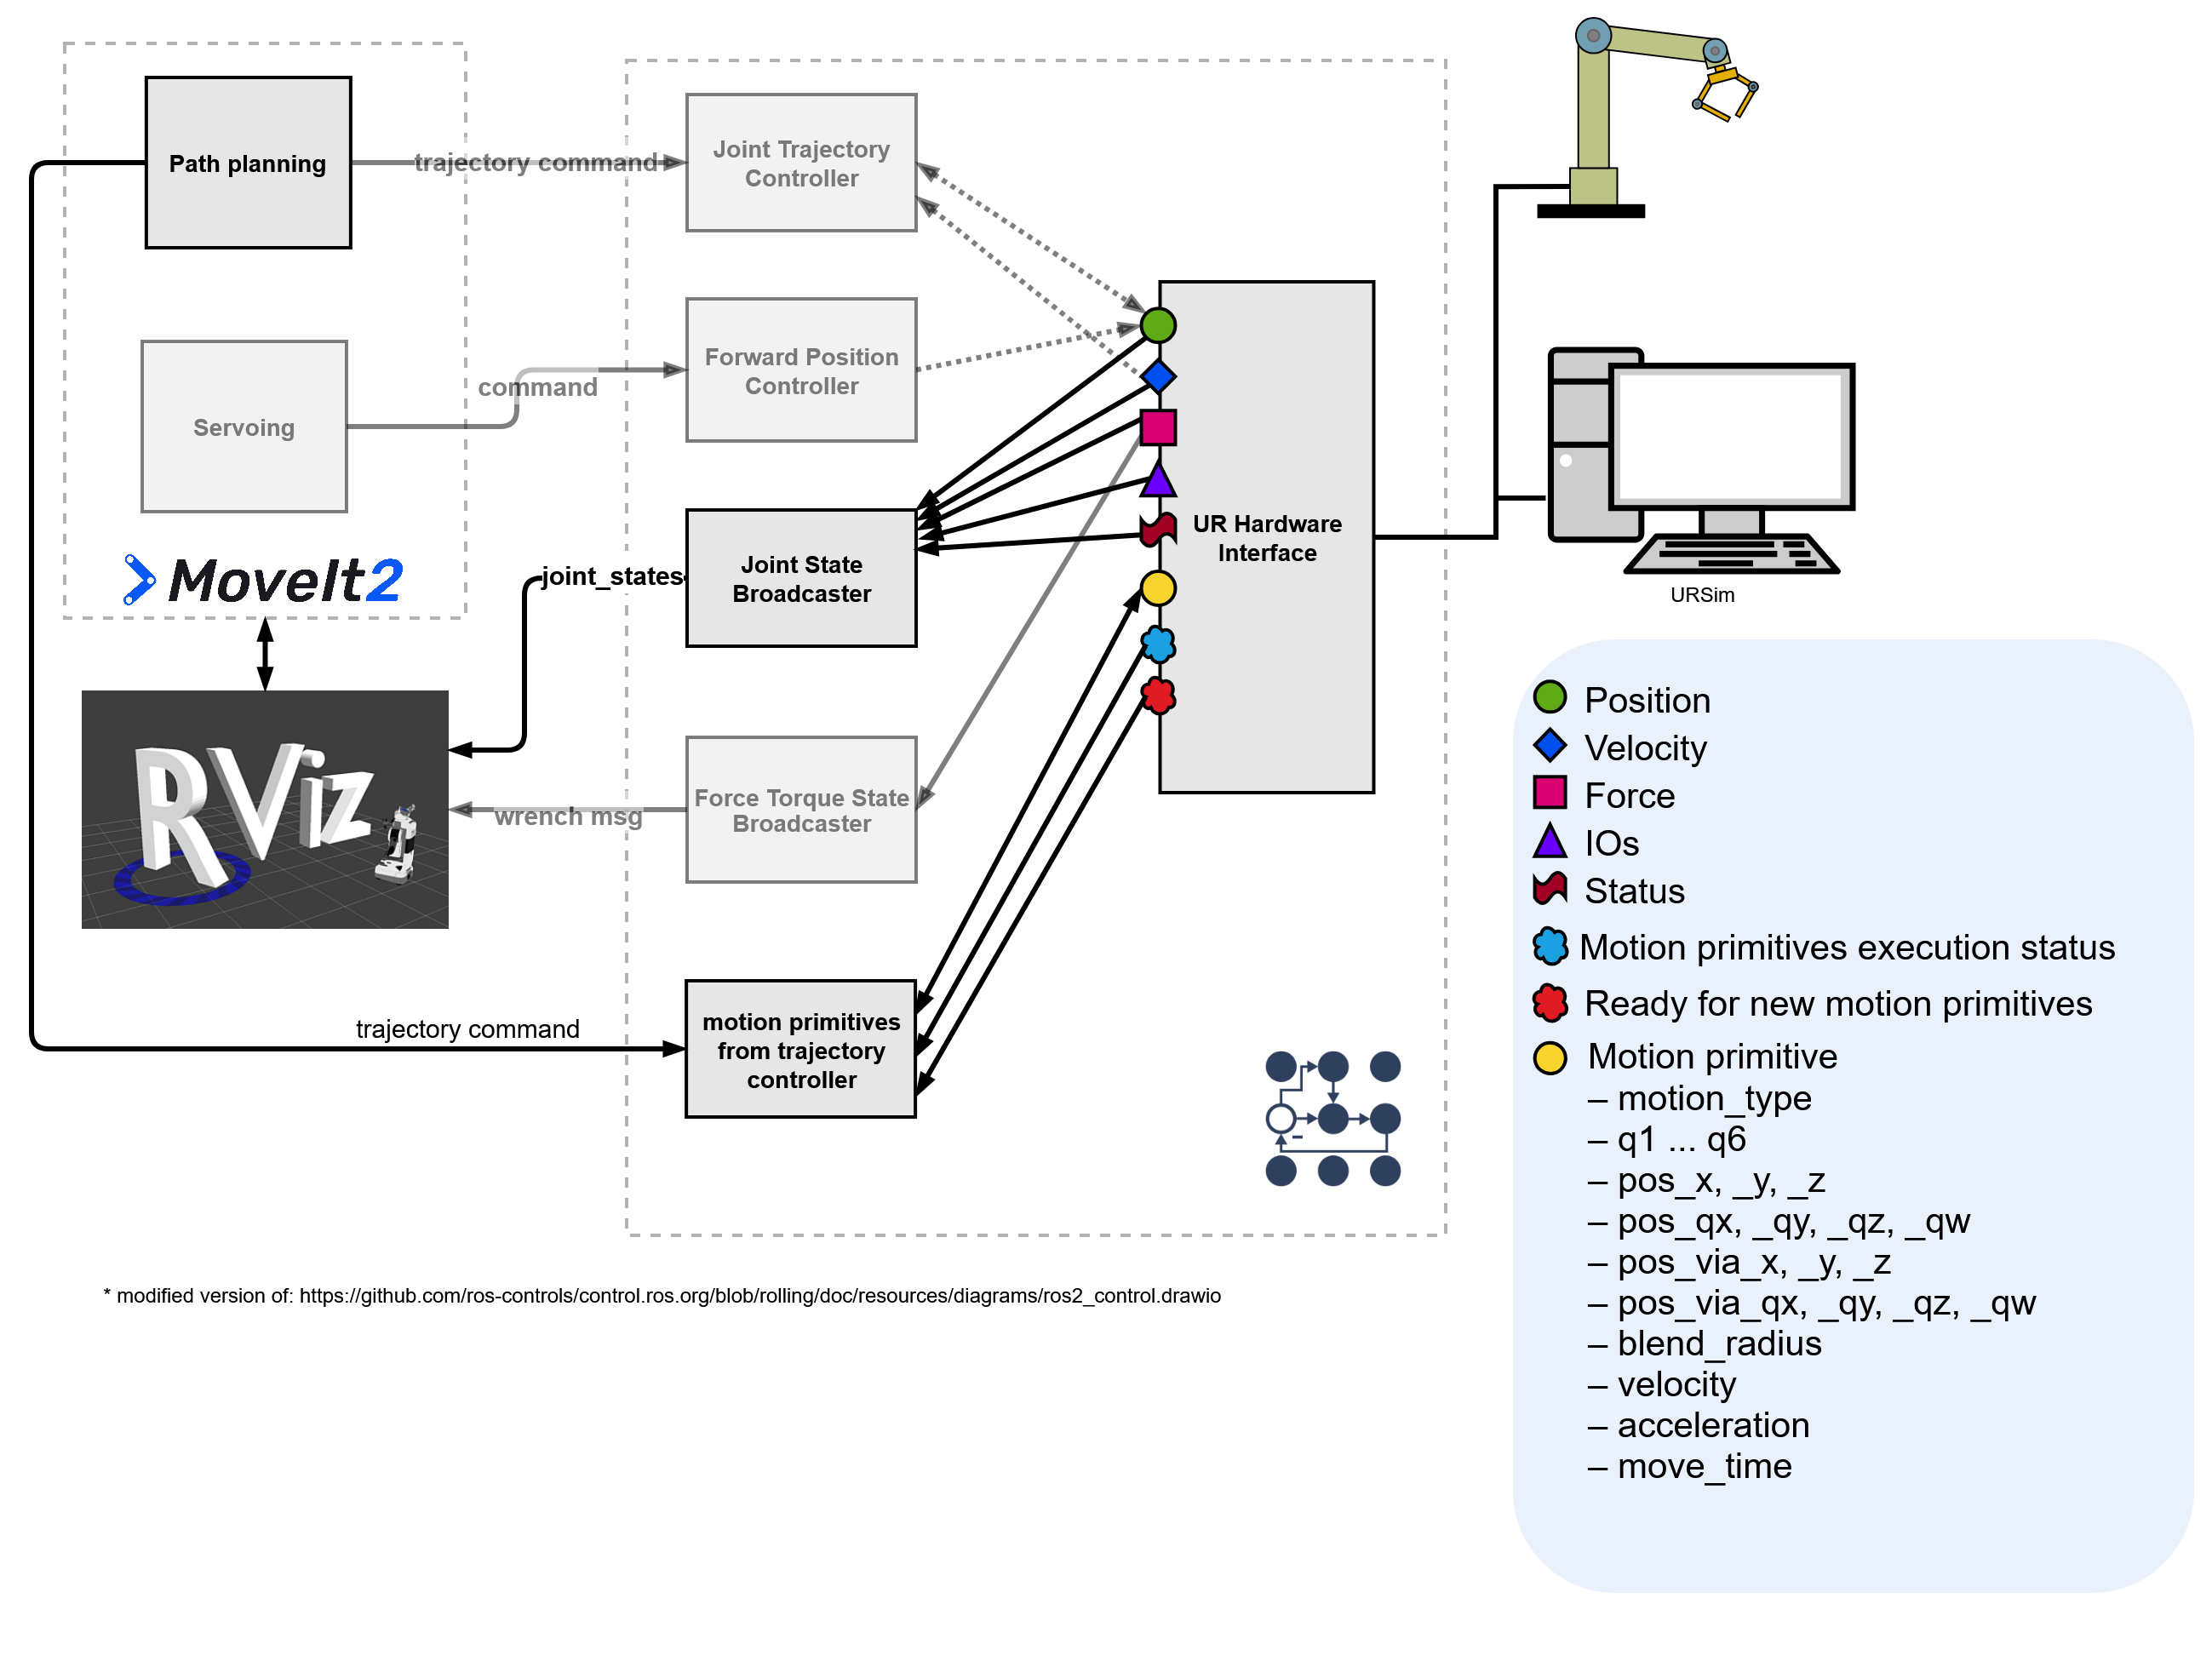 Path planning
trajectory command
Joint Trajectory
Controller
Servoing
command
Forward Position
Controller
MoveIt2
joint_states
Joint State
Broadcaster
UR Hardware
Interface
URSim
RViz
wrench msg
Force Torque State
Broadcaster
trajectory command
motion primitives
from trajectory
controller
Position
Velocity
Force
IOs
Status
Motion primitives execution status
Ready for new motion primitives
Motion primitive
– motion_type
– q1 ... q6
– pos_x, _y, _z
– pos_qx, _qy, _qz, _qw
– pos_via_x, _y, _z
– pos_via_qx, _qy, _qz, _qw
– blend_radius
– velocity
– acceleration
– move_time
* modified version of: https://github.com/ros-controls/control.ros.org/blob/rolling/doc/resources/diagrams/ros2_control.drawio